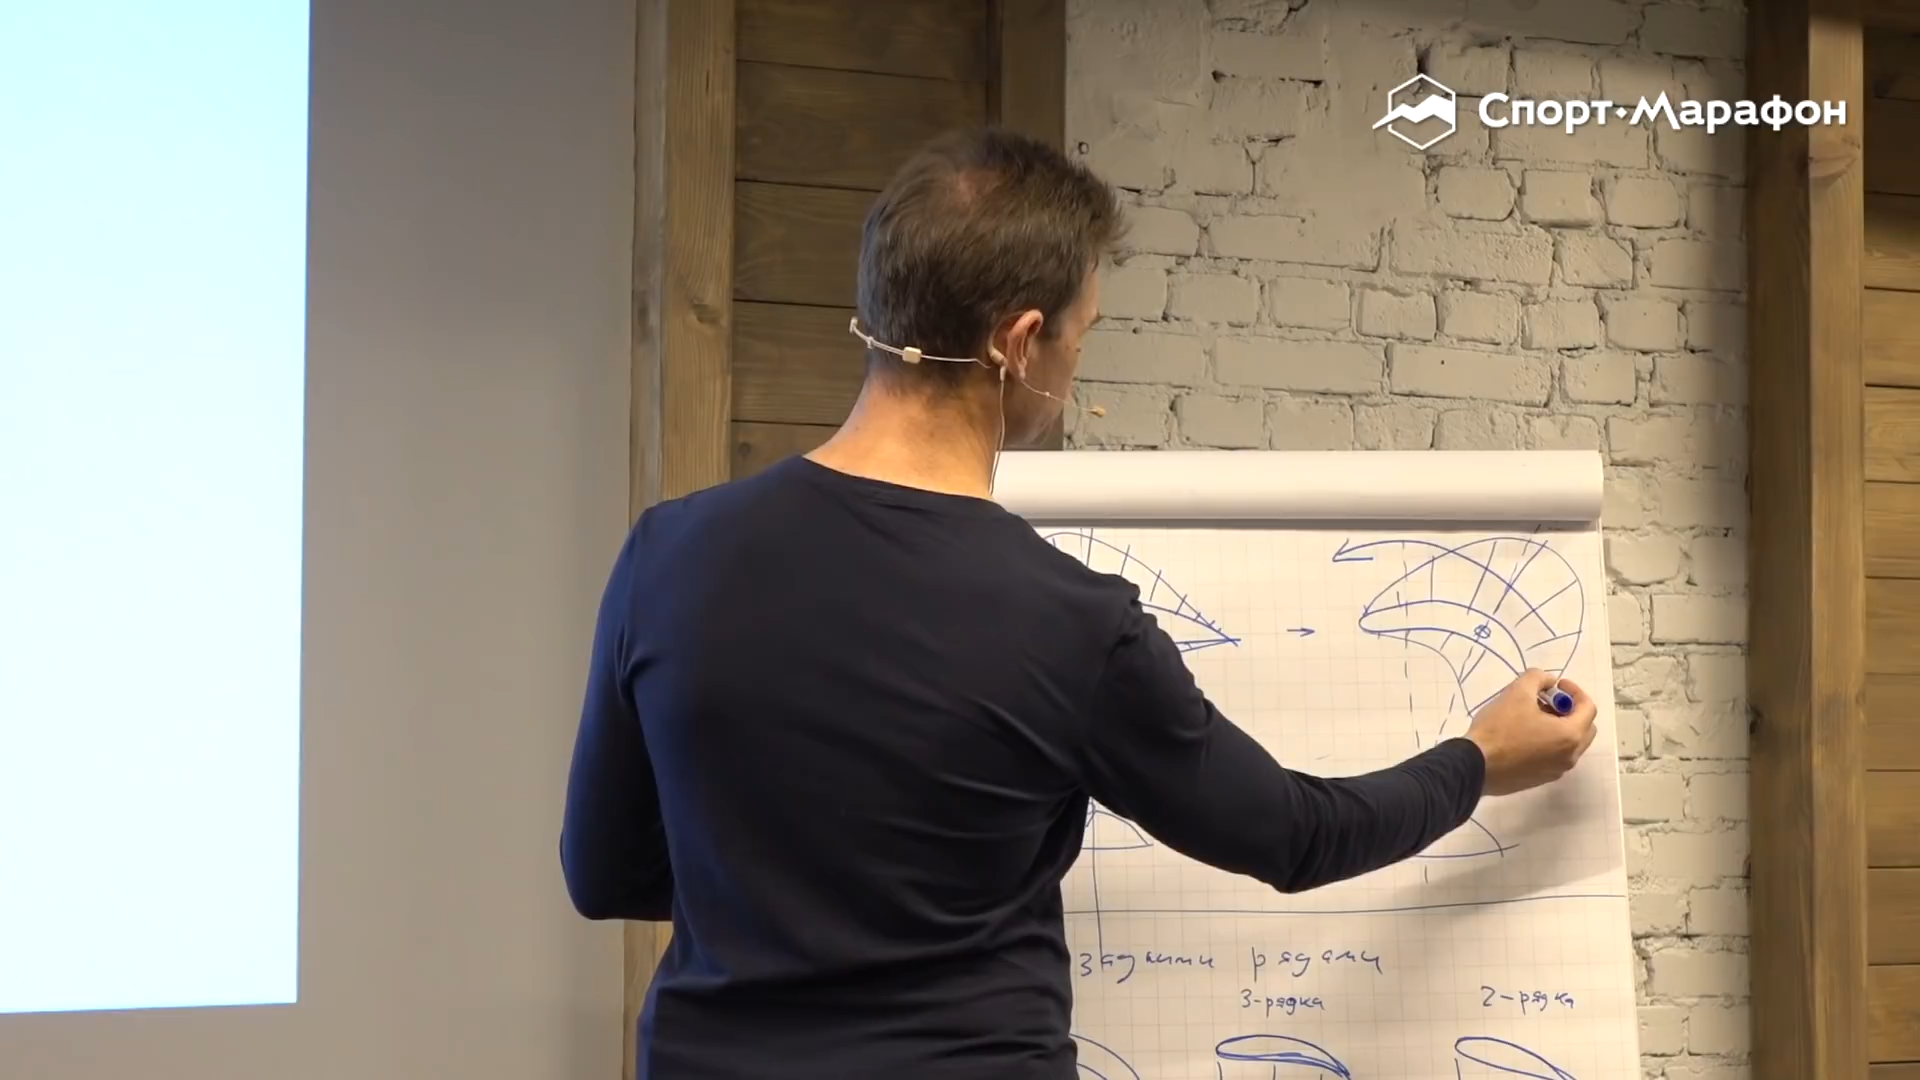 Спорт-Марафон
задними рядами
3-рядка
2-рядка